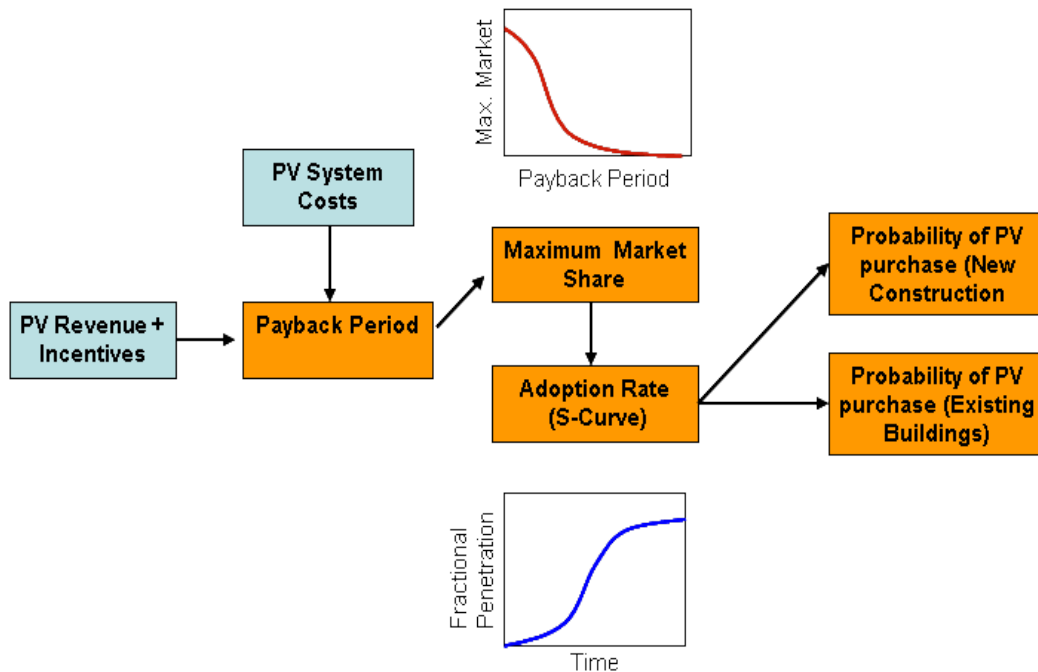 Max. Market
Payback Period
PV System
Costs
Maximum Market
Share
Probability of PV
purchase (New
Construction
PV Revenue +
Incentives
Payback Period
Adoption Rate
(S-Curve)
Probability of PV
purchase (Existing
Buildings)
Fractional
Penetration
Time